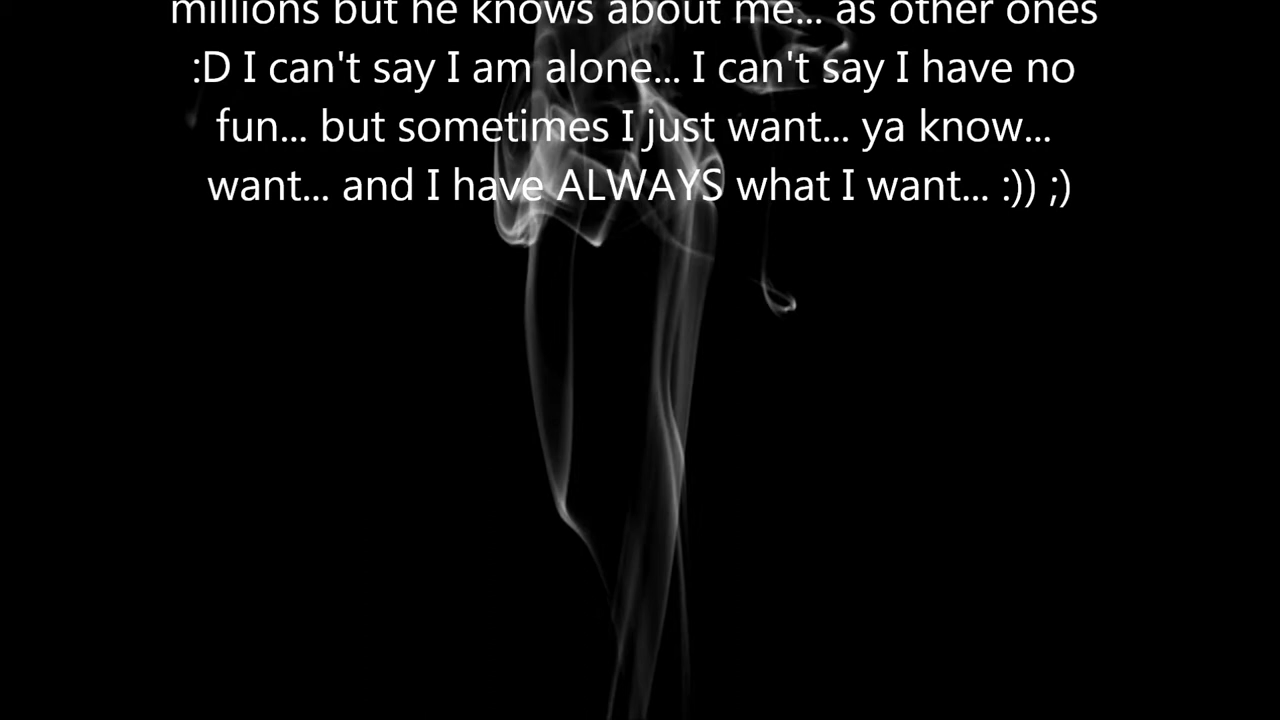 millions but he knows about me... as other ones
:D I can't say I am alone... I can't say I have no
fun... but sometimes I just want... ya know...
want... and I have ALWAYS what I want... :)) ;)